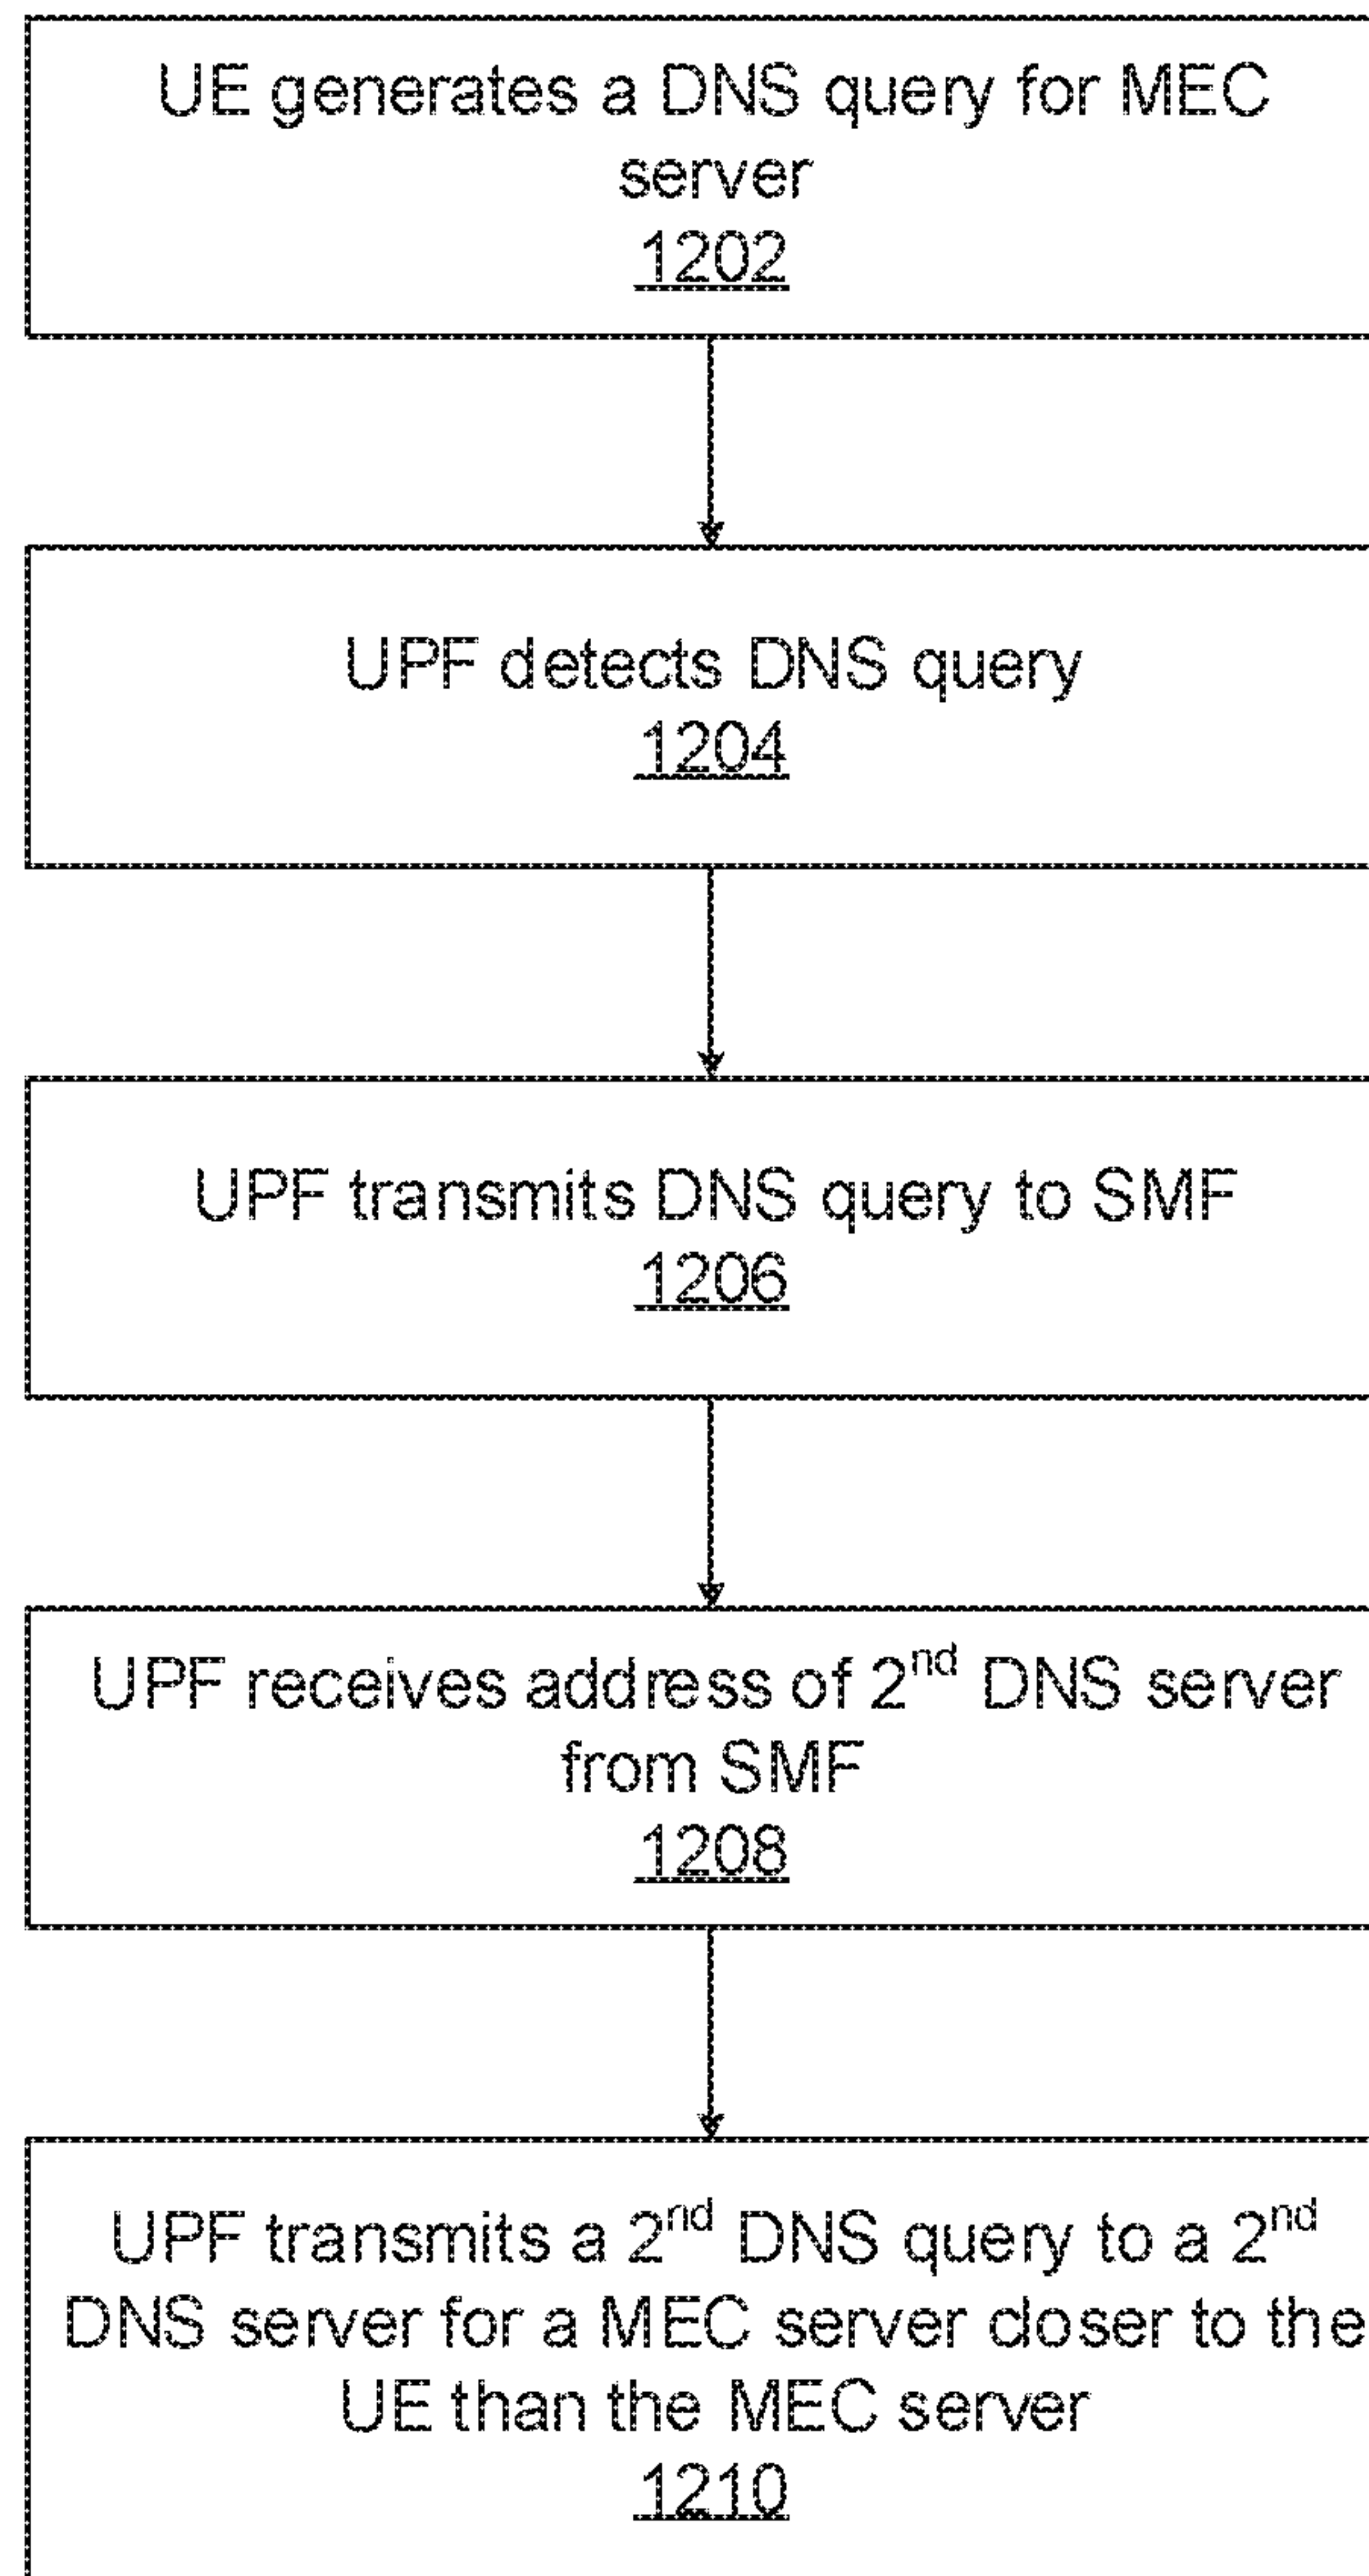 UE generates a DNS query for MEC
server
1202
UPF detects DNS query
1204
UPF transmits DNS query to SMF
1206
UPF receives address of 2nd DNS server
from SMF
1208
UPF transmits a 2nd DNS query to a 2nd
DNS server for a MEC server closer to the
UE than the MEC server
1210